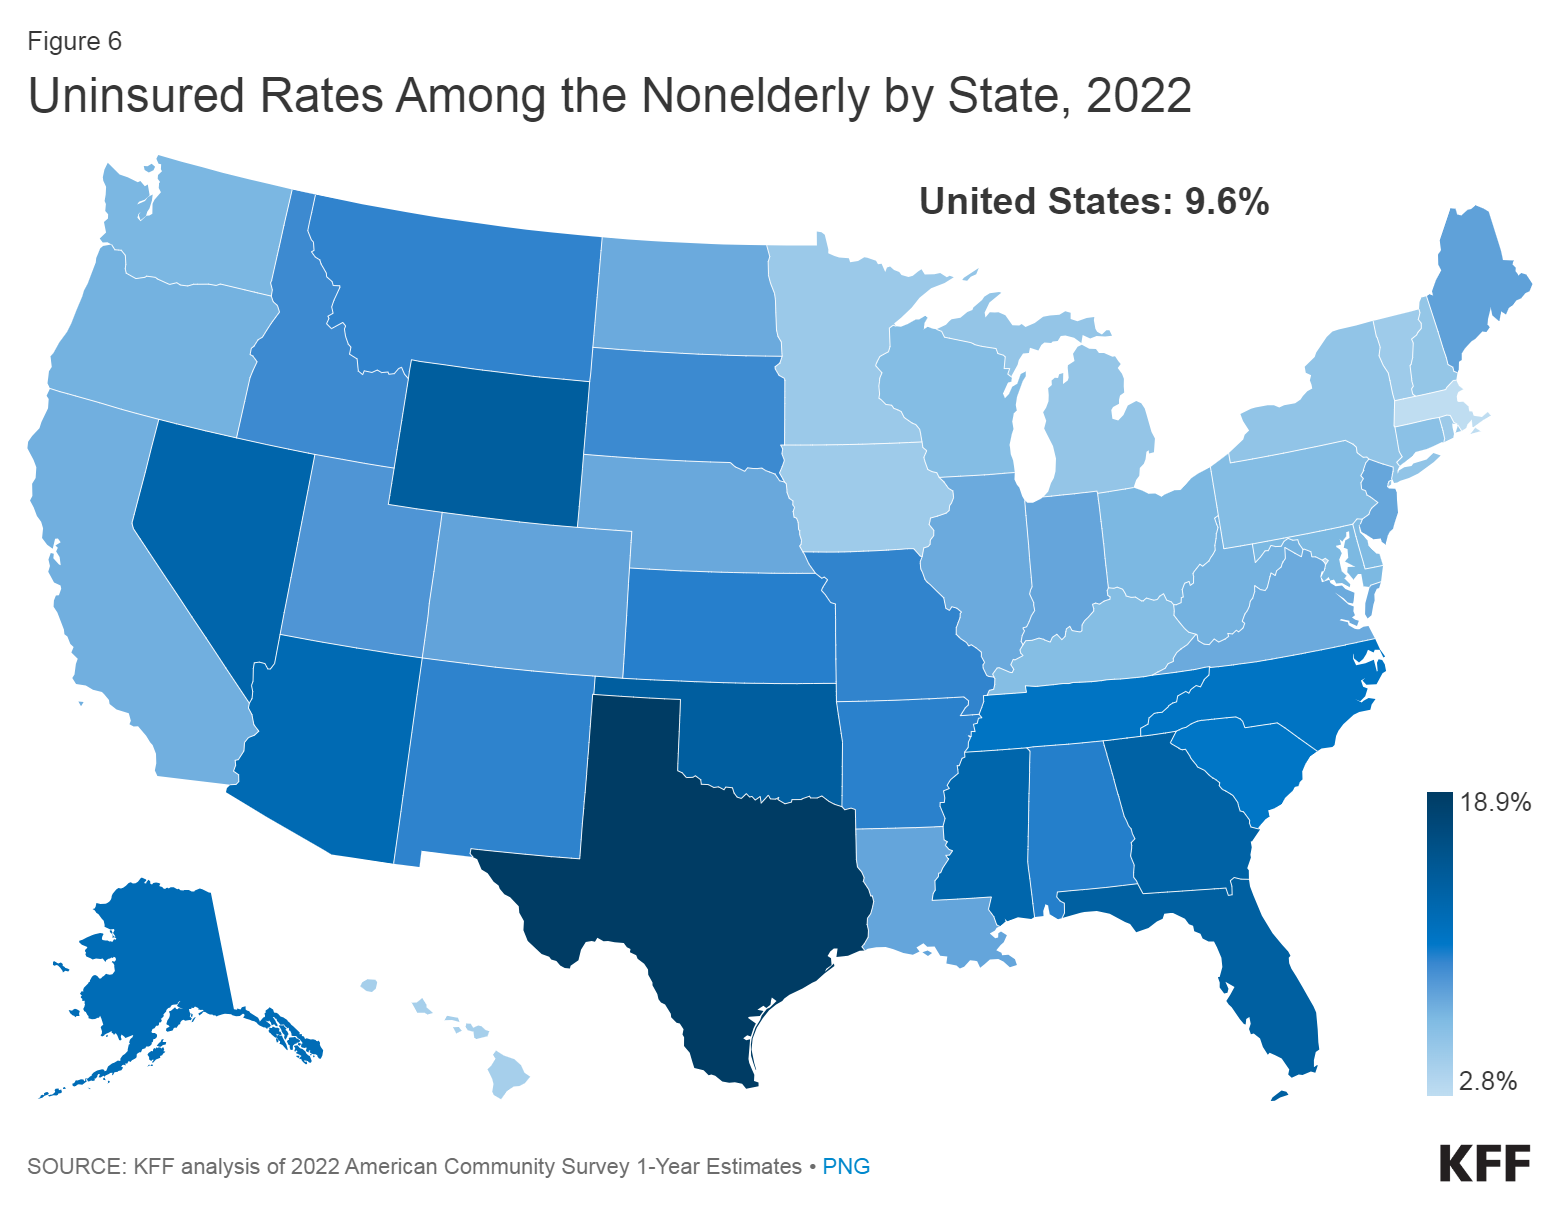 Figure 6
Uninsured Rates Among the Nonelderly by State, 2022
United States: 9.6%
18.9%
2.8%
SOURCE: KFF analysis of 2022 American Community Survey 1-Year Estimates • PNG
KFF